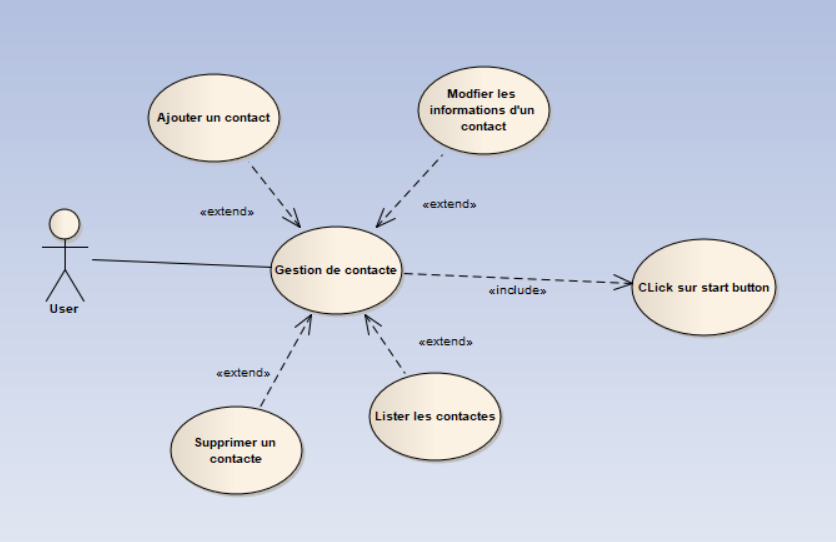 Ajouter un contact
Modfier les
informations d'un
contact
«extend»
«extend»
Gestion de contacte
CLick sur start button
«include»
User
«extend»
«extend»
Lister les contactes
Supprimer un
contacte